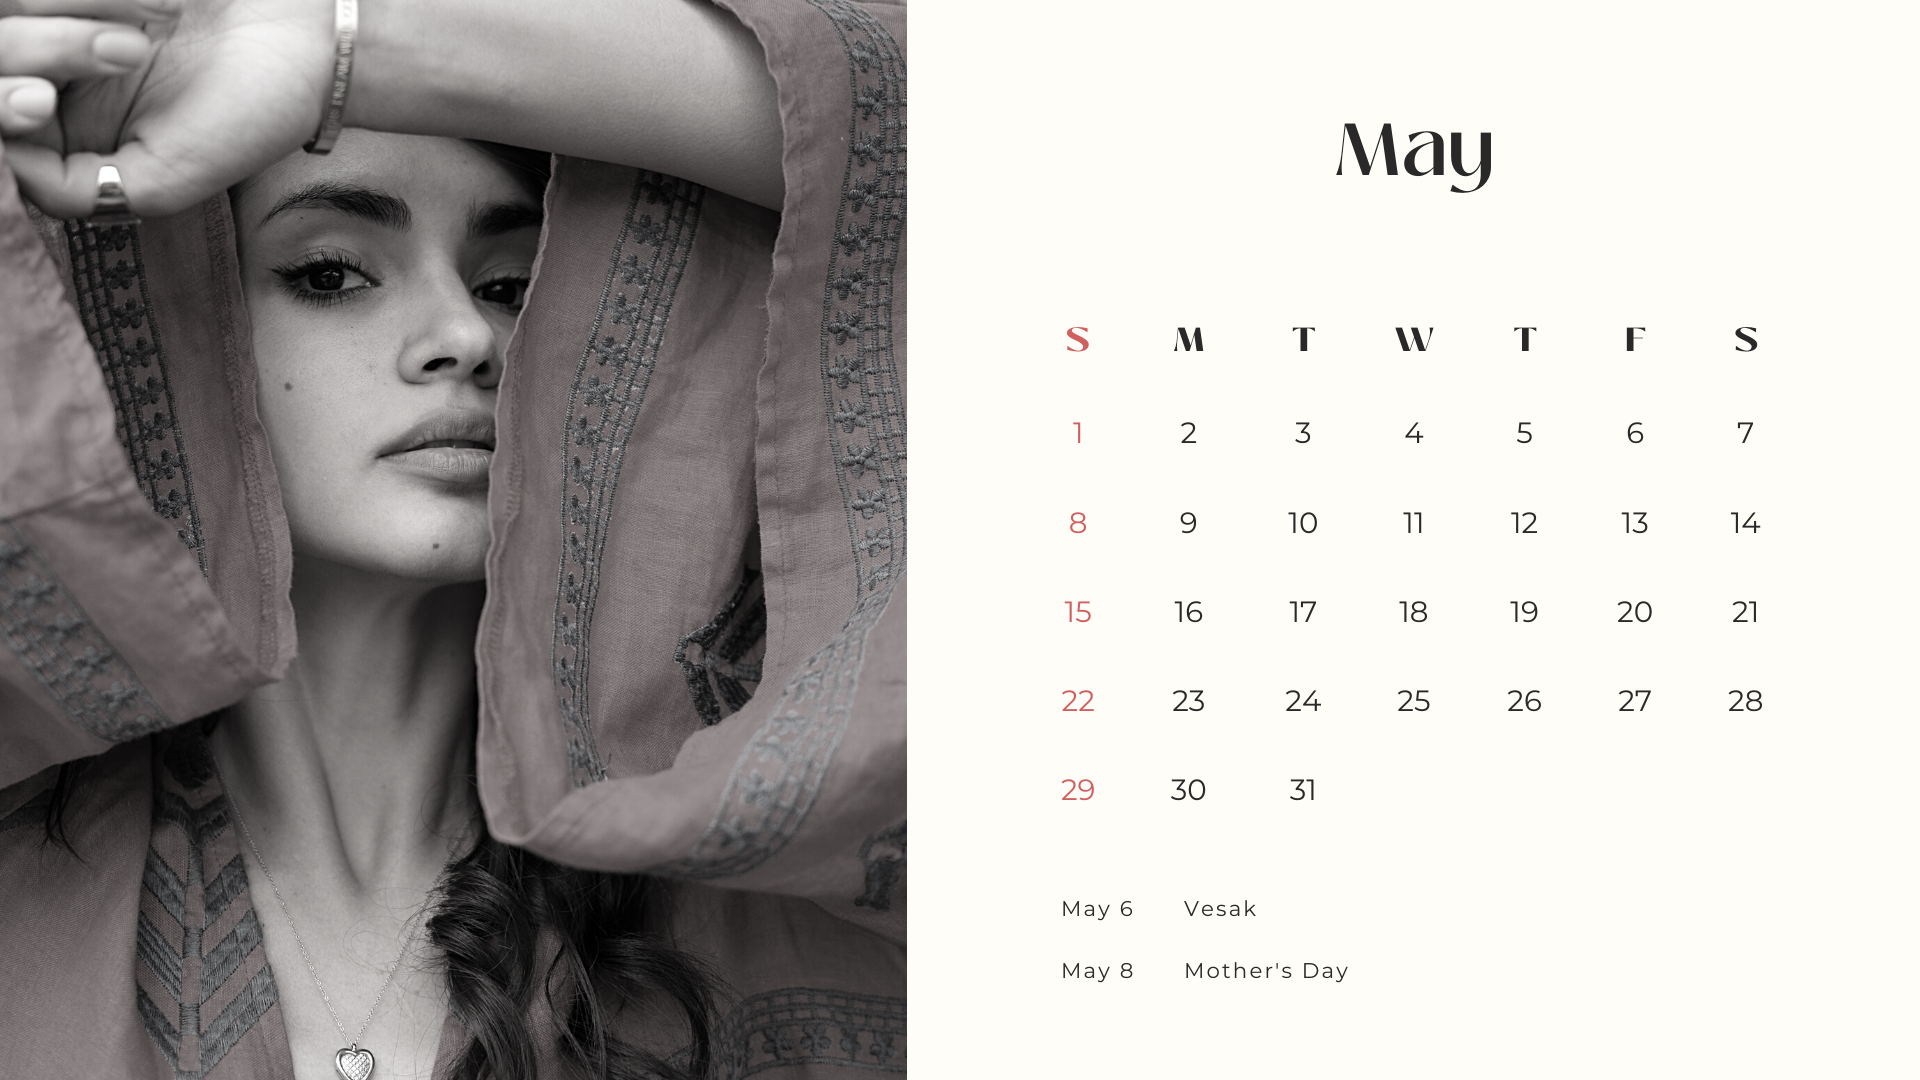 May
S M T W T F S
1 2 3 4 5 6 7
8 9 10 11 12 13 14
15 16 17 18 19 20 21
22 23 24 25 26 27 28
29 30 31
May 6 Vesak
May 8 Mother's Day